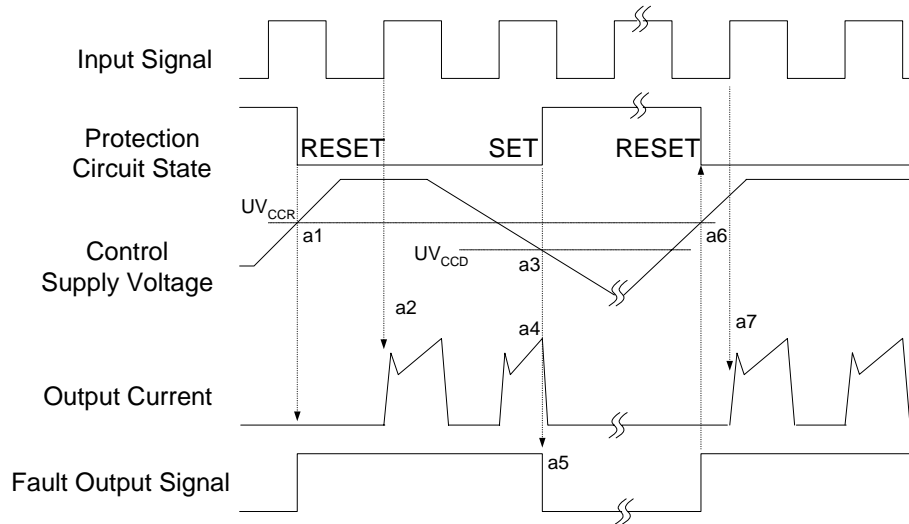 Input Signal
Protection
Circuit State
RESET
SET
RESET
UV_CCR
a1
a6
Control
Supply Voltage
UV_CCD
a3
a2
a4
a7
Output Current
a5
Fault Output Signal